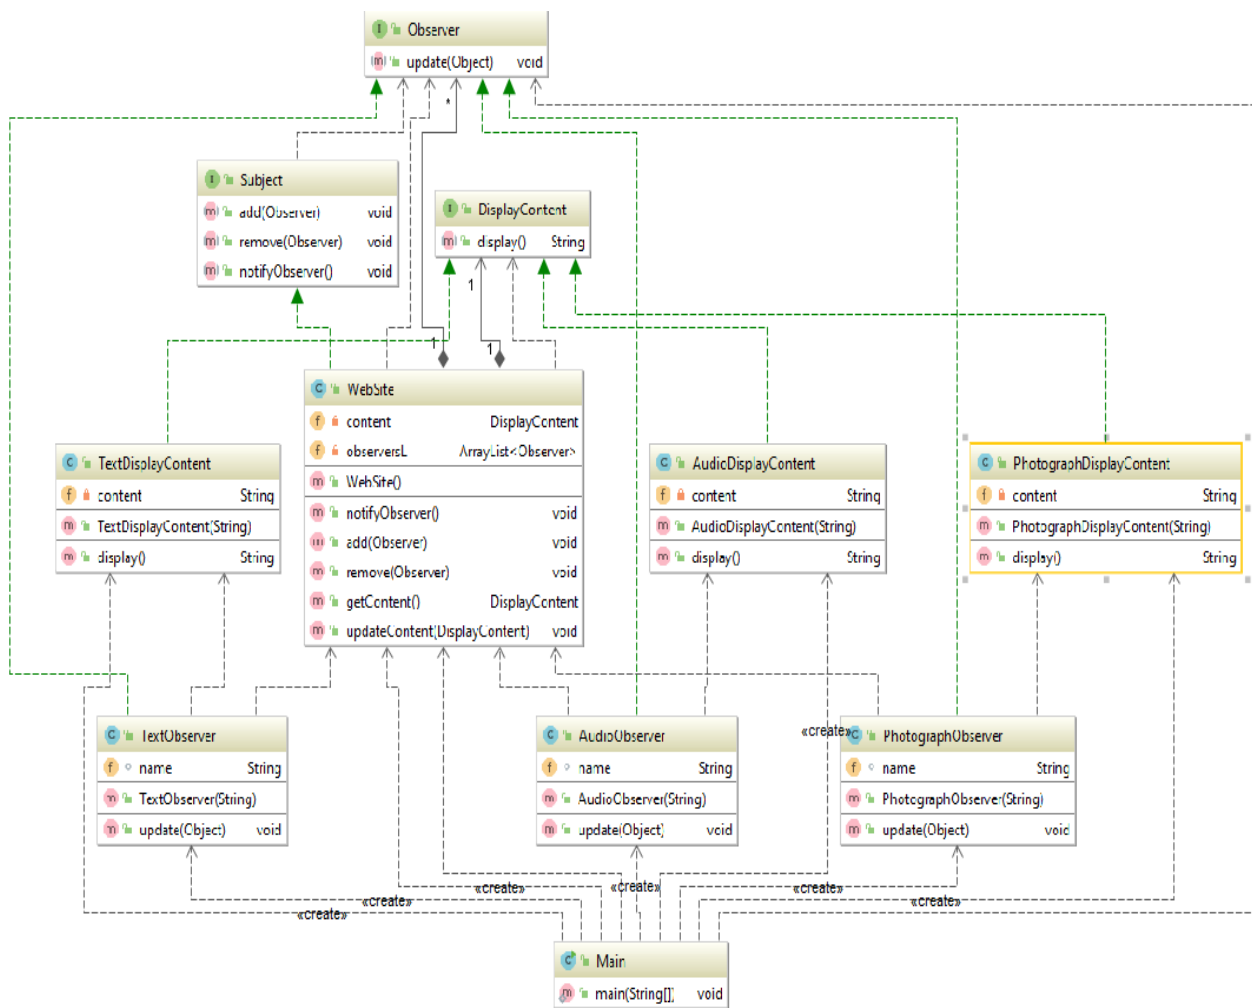 Observer
update(Object) void
*
Subject
add(Observer) void
remove(Observer) void
notifyObserver() void
DisplayContent
display() String
1
1
1
WebSite
content DisplayContent
observersL ArrayList<Observer>
WebSite()
notifyObserver() void
add(Observer) void
remove(Observer) void
getContent() DisplayContent
updateContent(DisplayContent) void
TextDisplayContent
content String
TextDisplayContent(String)
display() String
AudioDisplayContent
content String
AudioDisplayContent(String)
display() String
PhotographDisplayContent
content String
PhotographDisplayContent(String)
display() String
TextObserver
name String
TextObserver(String)
update(Object) void
AudioObserver
name String
AudioObserver(String)
update(Object) void
«create»
PhotographObserver
name String
PhotographObserver(String)
update(Object) void
«create»
«create»
«create»
«create»
«create»
«create»
Main
main(String[]) void